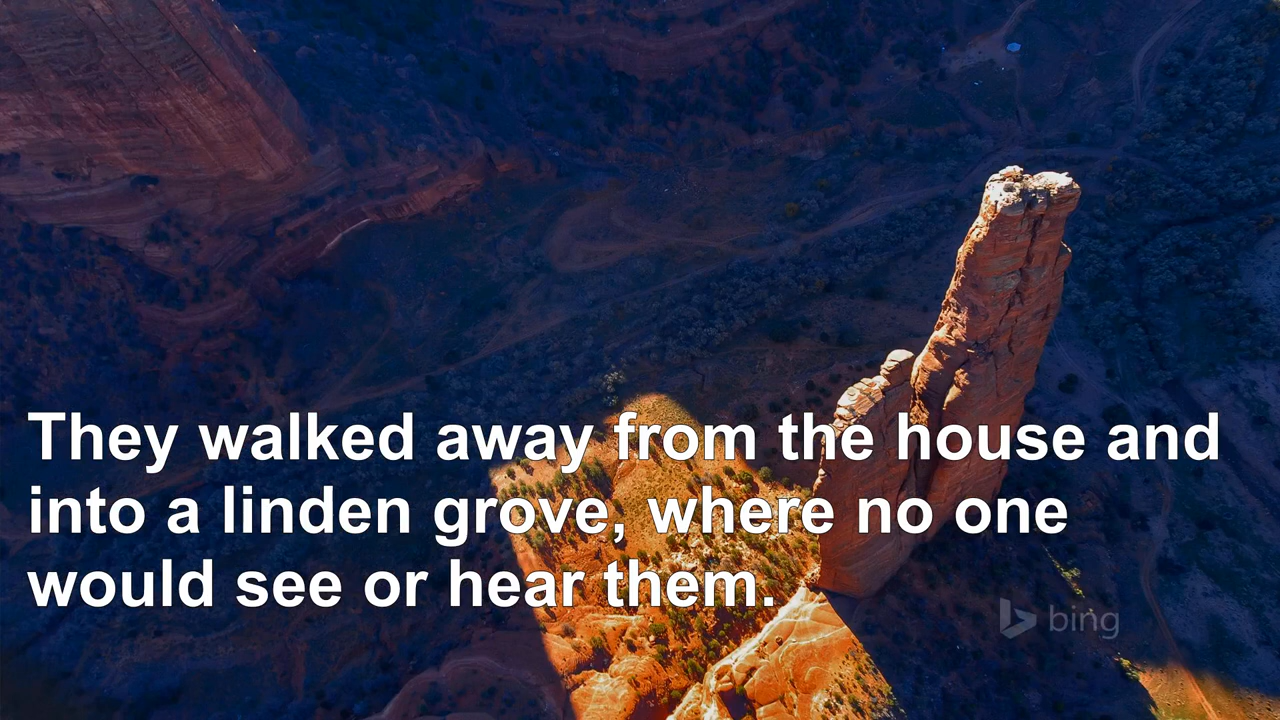 They walked away from the house and
into a linden grove, where no one
would see or hear them.
bing